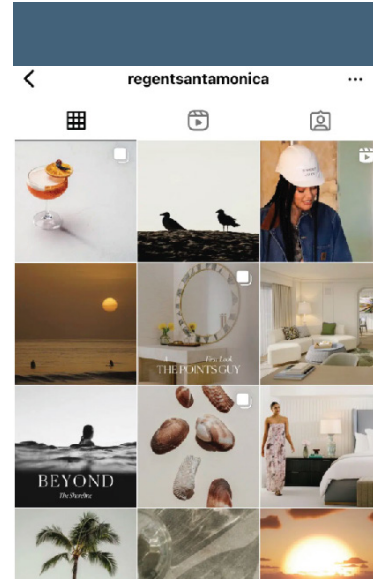 regentsantamonica
A First Look
THE POINTS GUY
BEYOND
The Shoreline